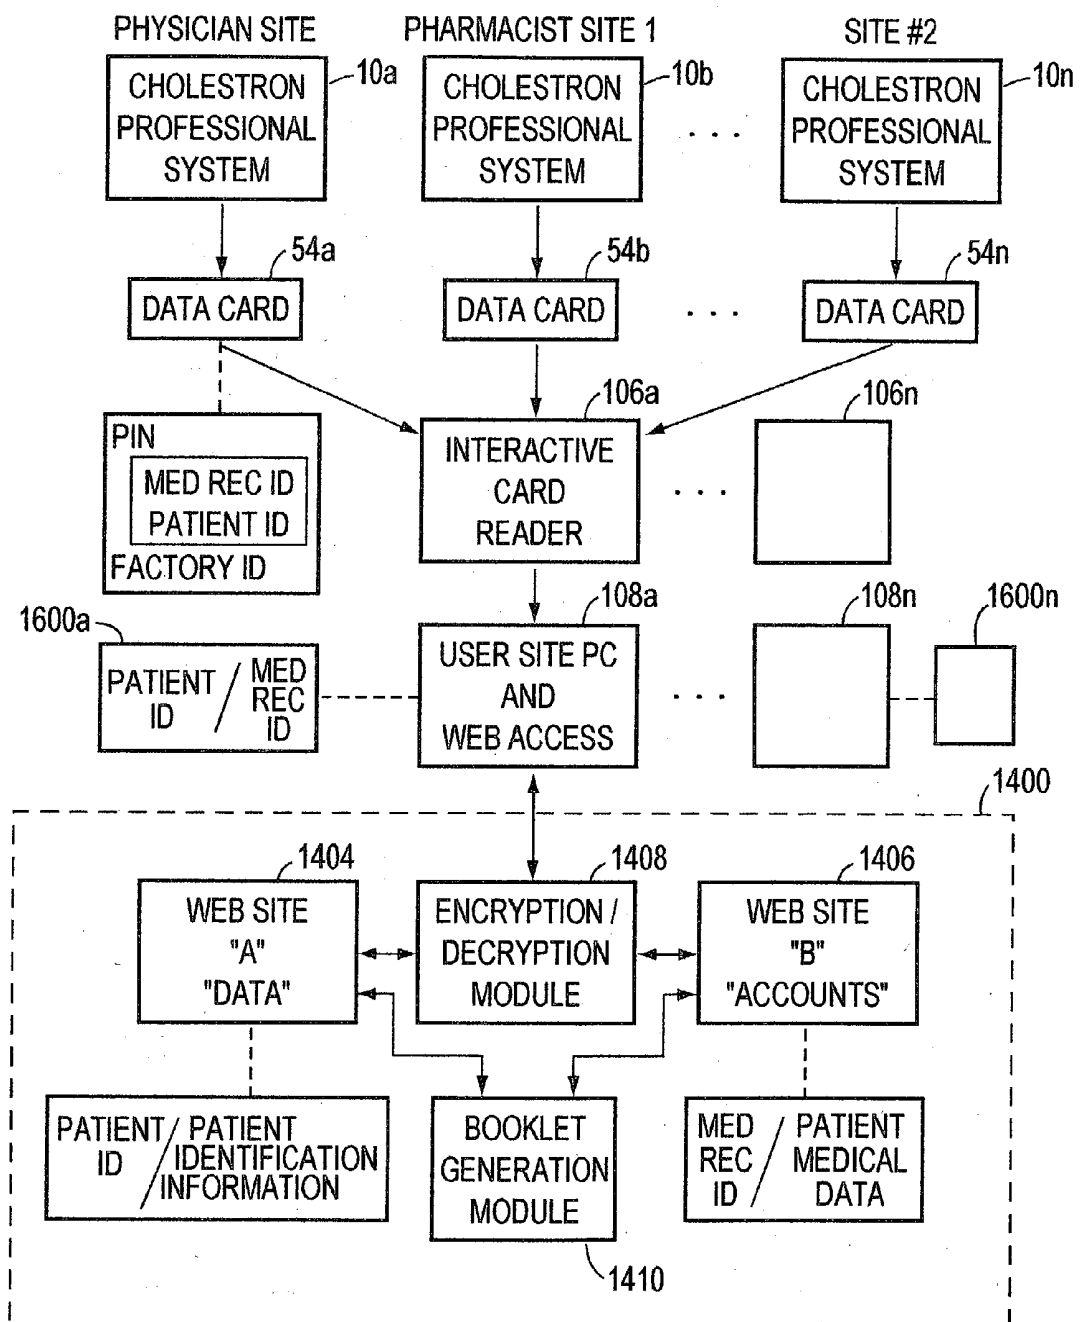 PHYSICIAN SITE
PHARMACIST SITE 1
SITE #2
10a
10b
10n
CHOLESTRON
PROFESSIONAL
SYSTEM
CHOLESTRON
PROFESSIONAL
SYSTEM
. . .
CHOLESTRON
PROFESSIONAL
SYSTEM
54a
54b
54n
DATA CARD
DATA CARD
. . .
DATA CARD
106a
106n
PIN
MED REC ID
PATIENT ID
FACTORY ID
INTERACTIVE
CARD
READER
. . .
1600a
108a
108n
1600n
PATIENT
ID
/
MED
REC
ID
USER SITE PC
AND
WEB ACCESS
. . .
1400
1404
1408
1406
WEB SITE
"A"
"DATA"
ENCRYPTION /
DECRYPTION
MODULE
WEB SITE
"B"
"ACCOUNTS"
PATIENT
ID
/
PATIENT
IDENTIFICATION
INFORMATION
BOOKLET
GENERATION
MODULE
MED
REC
ID
/
PATIENT
MEDICAL
DATA
1410